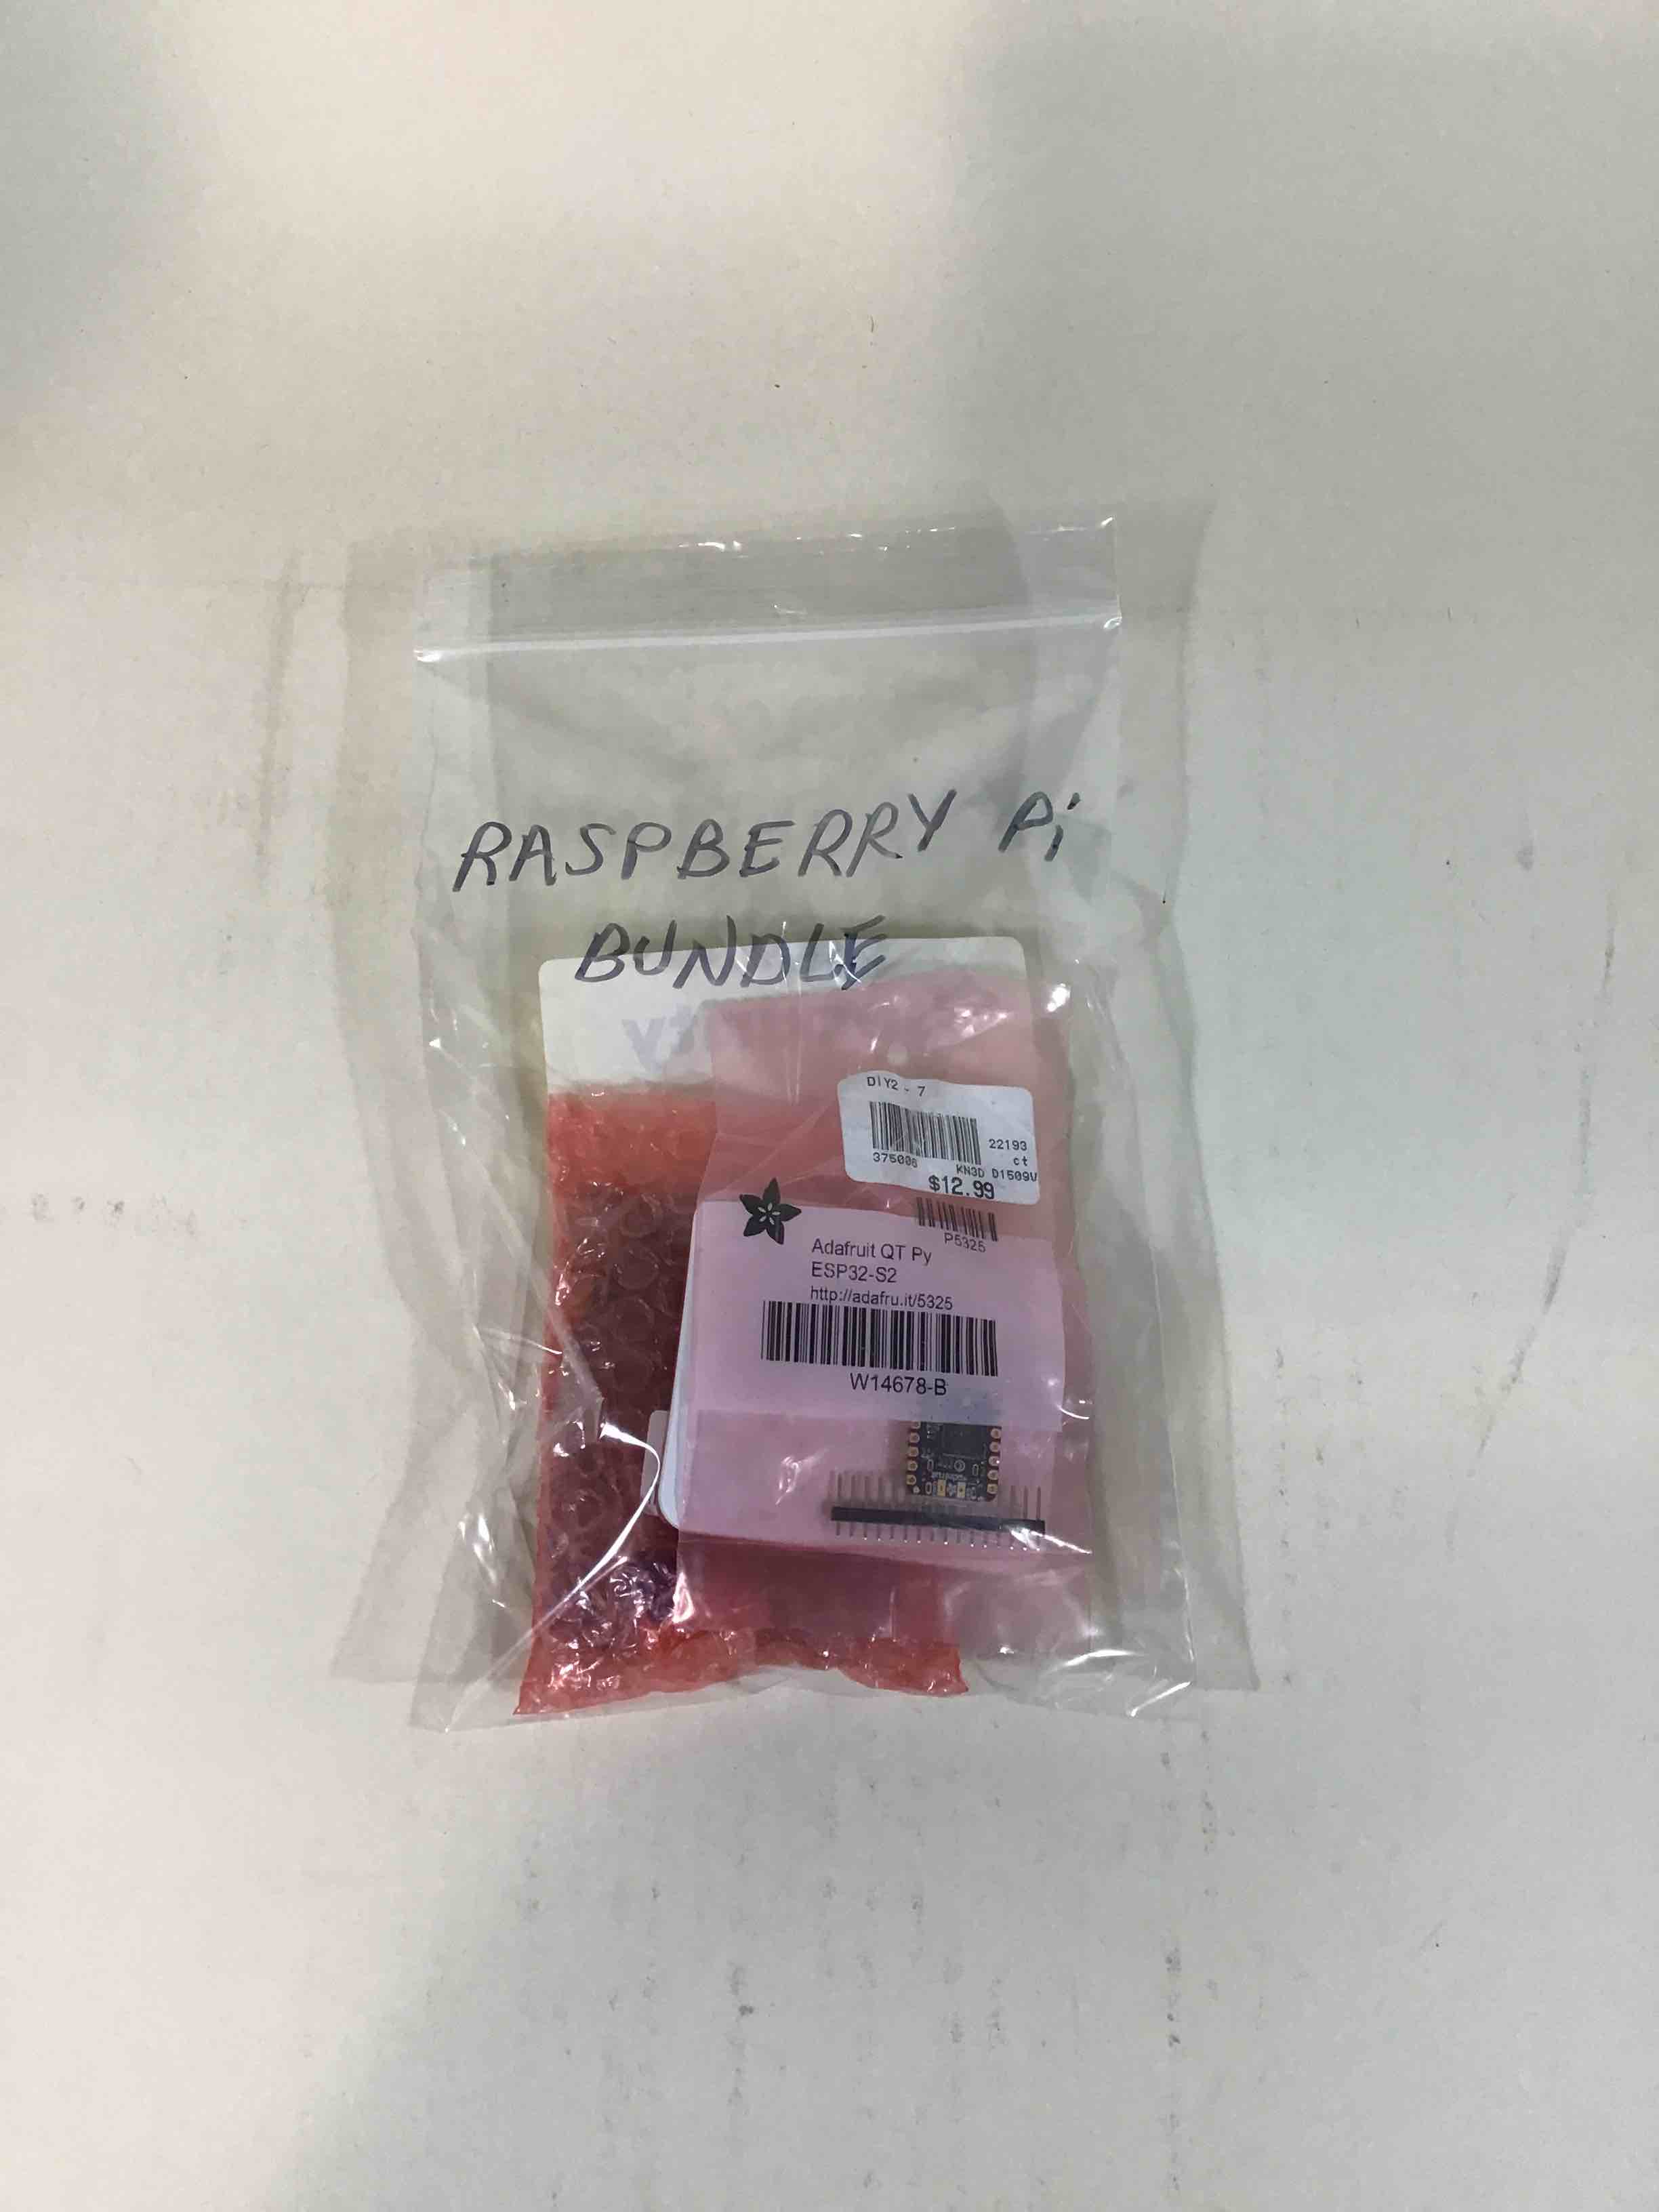 RASPBERRY Pi
BUNDLE
DIY2 - 7
22193
ct
375006 KN3D D1509V
$12.99
P5325
Adafruit QT Py
ESP32-S2
http://adafru.it/5325
W14678-B